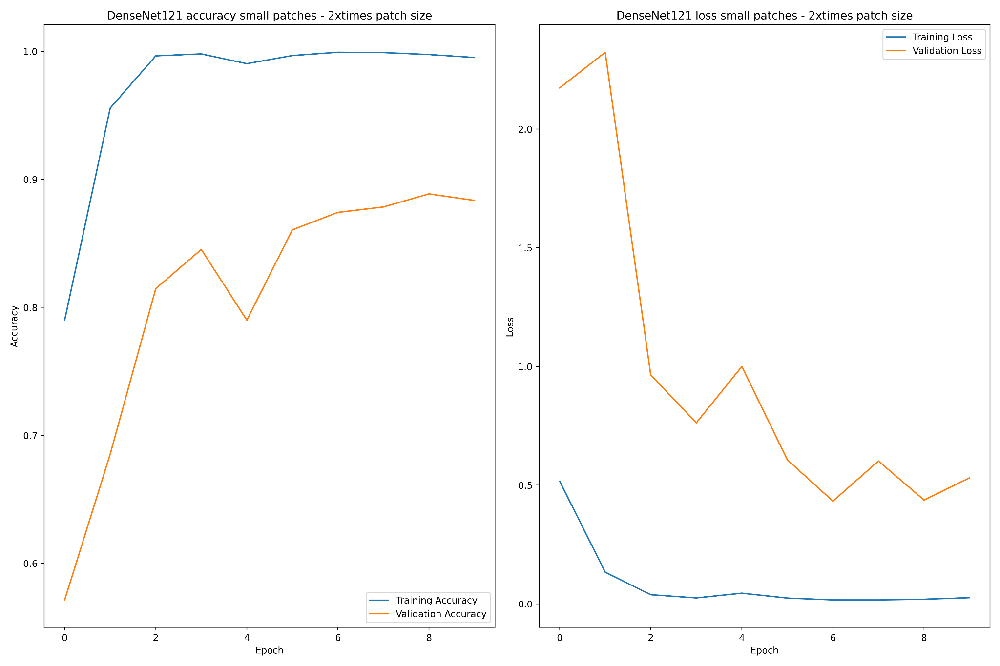 DenseNet121 accuracy small patches - 2xtimes patch size
1.0
0.9
0.8
0.7
0.6
Accuracy
0 2 4 6 8
Epoch
Training Accuracy
Validation Accuracy
DenseNet121 loss small patches - 2xtimes patch size
Training Loss
Validation Loss
2.0
1.5
1.0
0.5
0.0
Loss
0 2 4 6 8
Epoch